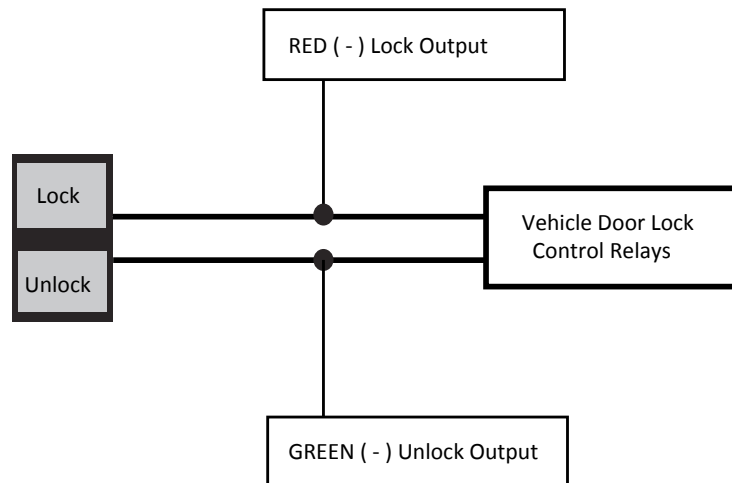 RED ( - ) Lock Output
Lock
Unlock
Vehicle Door Lock
Control Relays
GREEN ( - ) Unlock Output